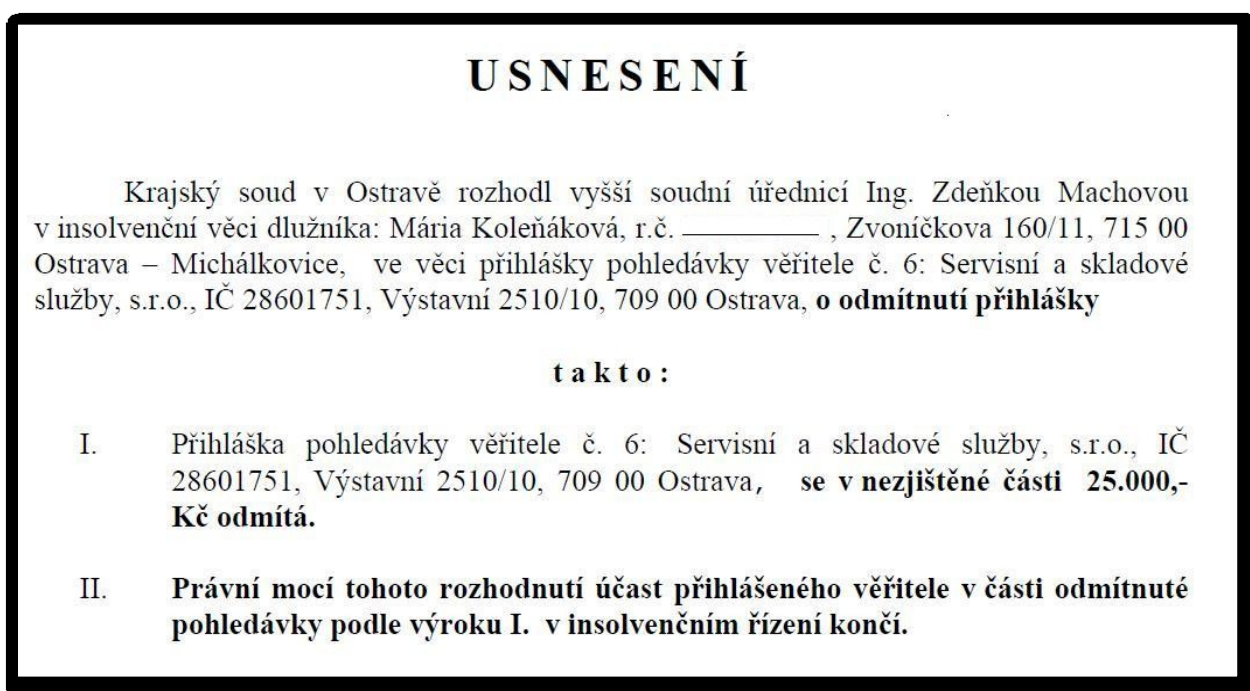 USNESENÍ
Krajský soud v Ostravě rozhodl vyšší soudní úřednicí Ing. Zdeňkou Machovou
v insolvenční věci dlužníka: Mária Koleňáková, r.č. , Zvoníčkova 160/11, 715 00
Ostrava – Michálkovice, ve věci přihlášky pohledávky věřitele č. 6: Servisní a skladové
služby, s.r.o., IČ 28601751, Výstavní 2510/10, 709 00 Ostrava, o odmítnutí přihlášky
takto:
I. Přihláška pohledávky věřitele č. 6: Servisní a skladové služby, s.r.o., IČ
28601751, Výstavní 2510/10, 709 00 Ostrava, se v nezjištěné části 25.000,-
Kč odmítá.
II. Právní mocí tohoto rozhodnutí účast přihlášeného věřitele v části odmítnuté
pohledávky podle výroku I. v insolvenčním řízení končí.